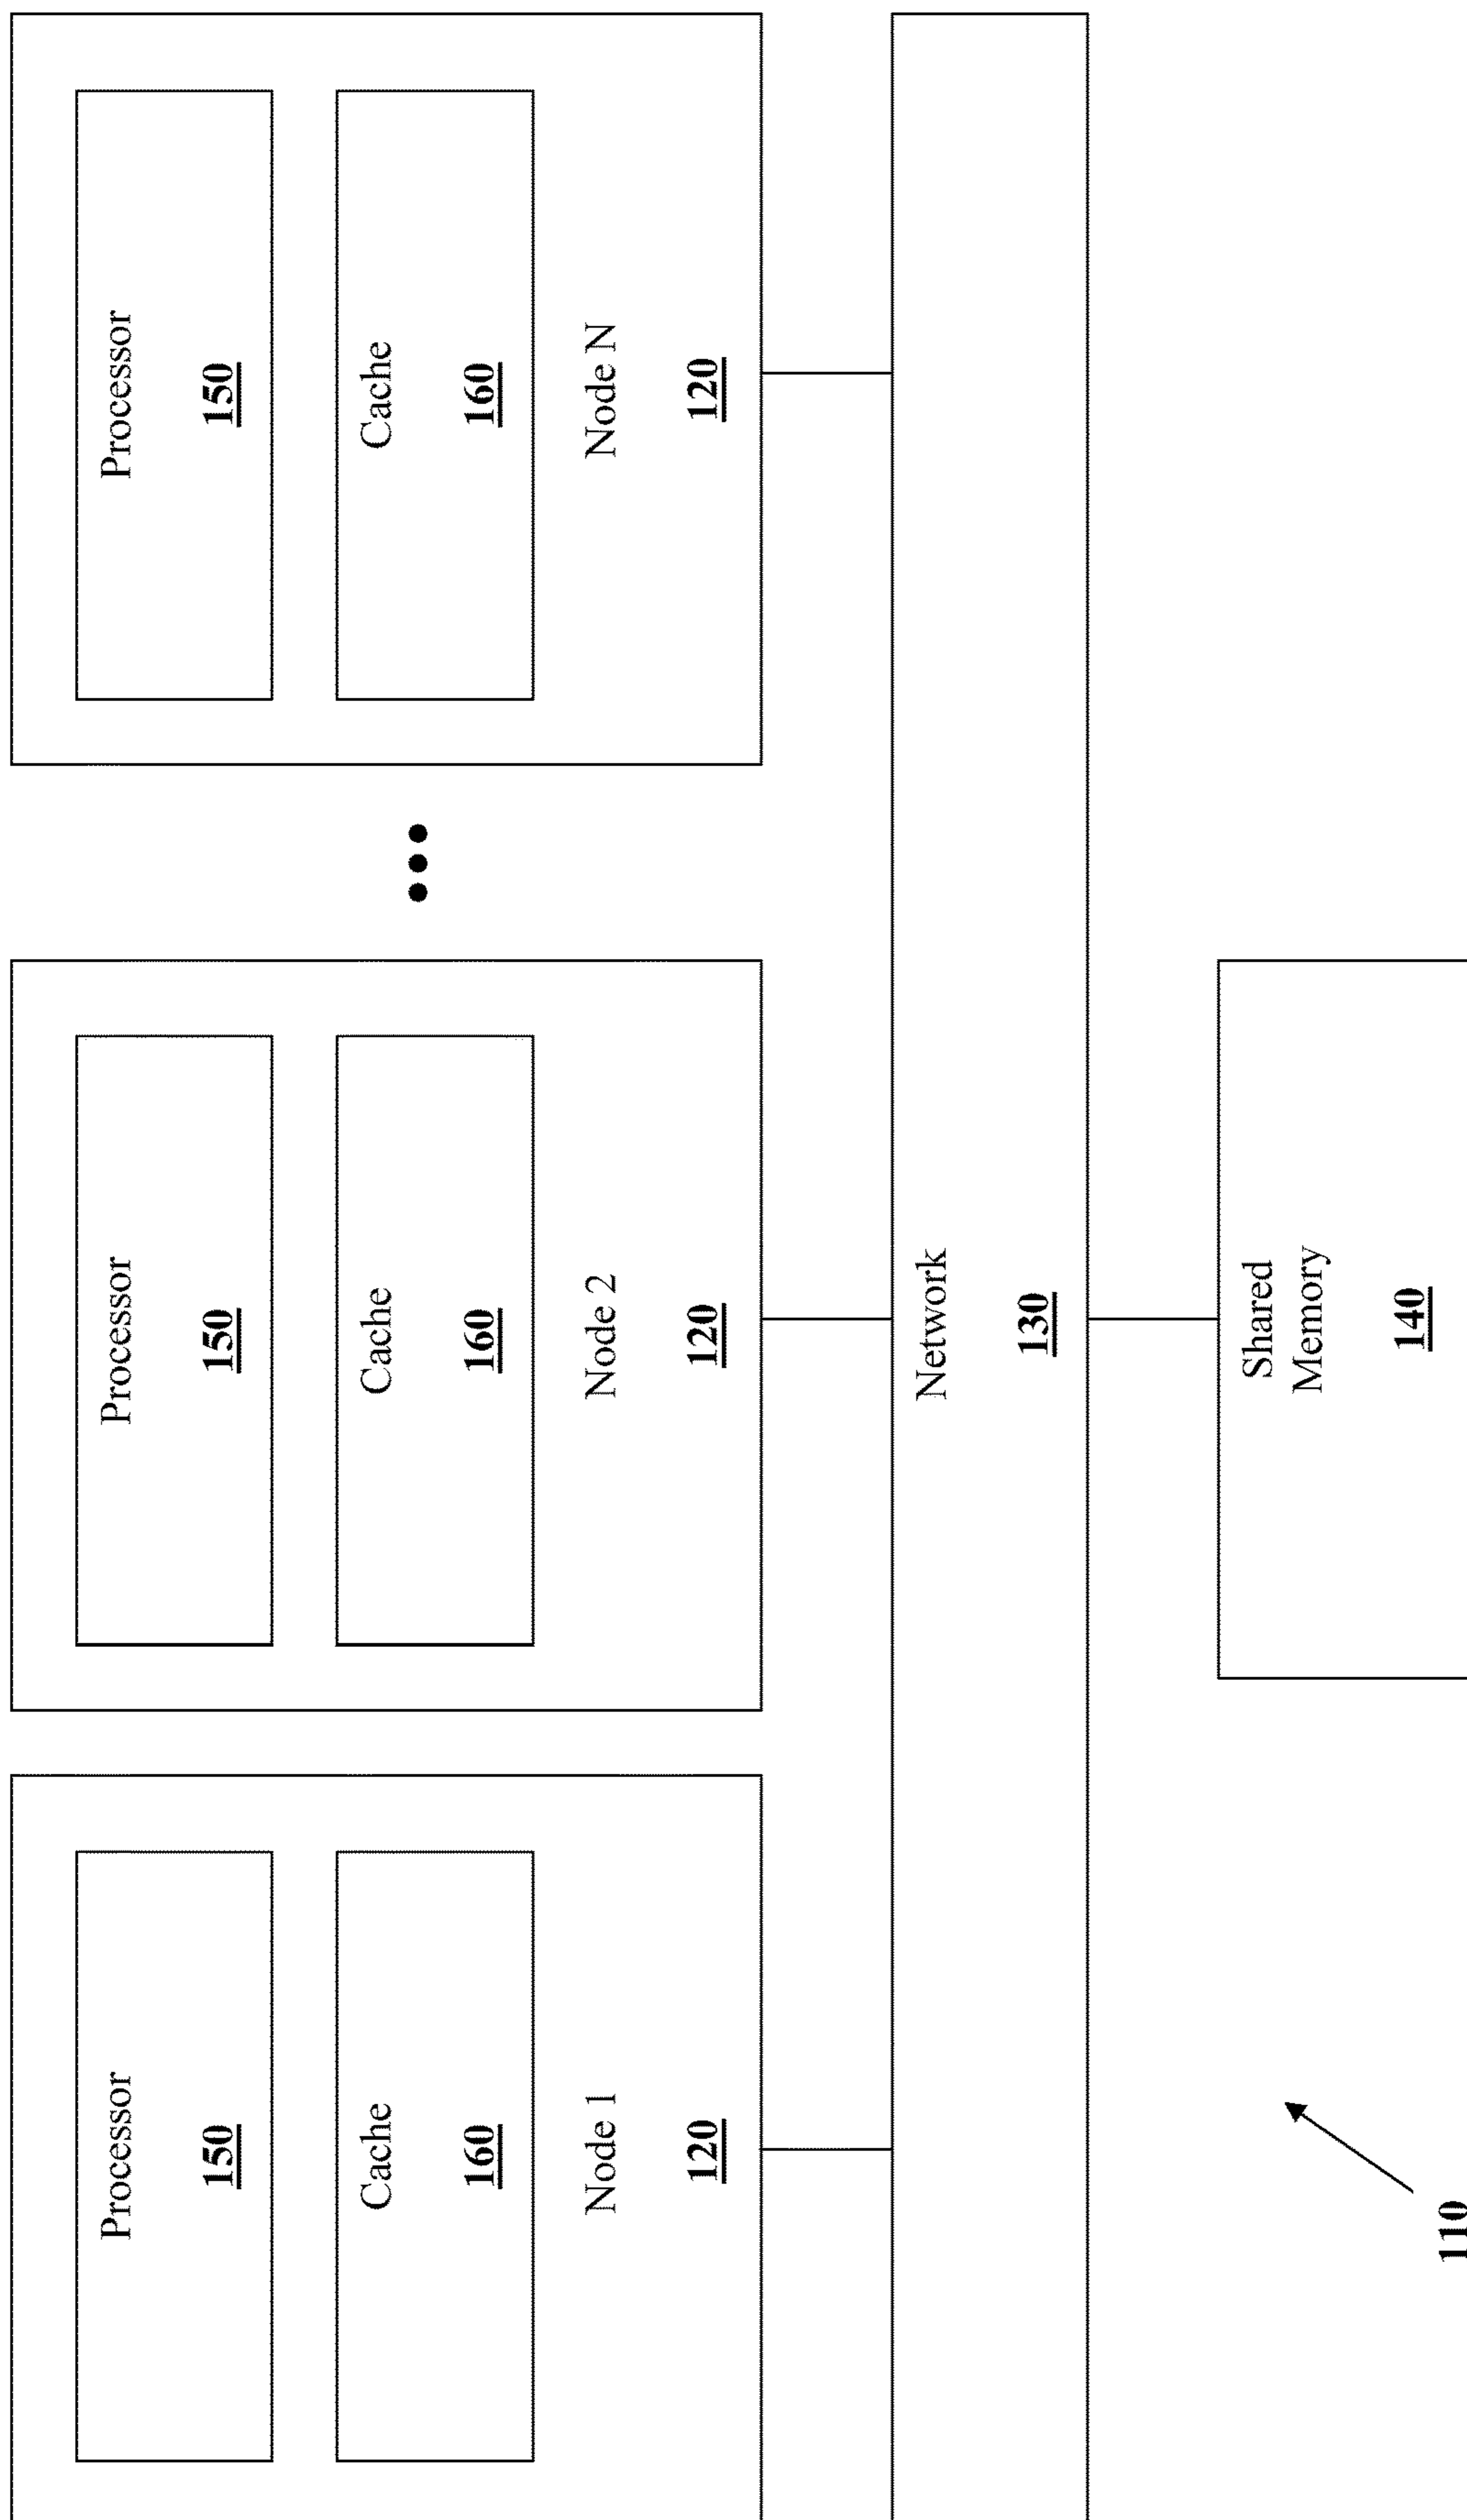 Processor
150
Cache
160
Node 1
120
Processor
150
Cache
160
Node 2
120
Processor
150
Cache
160
Node N
120
Network
130
Shared
Memory
140
110